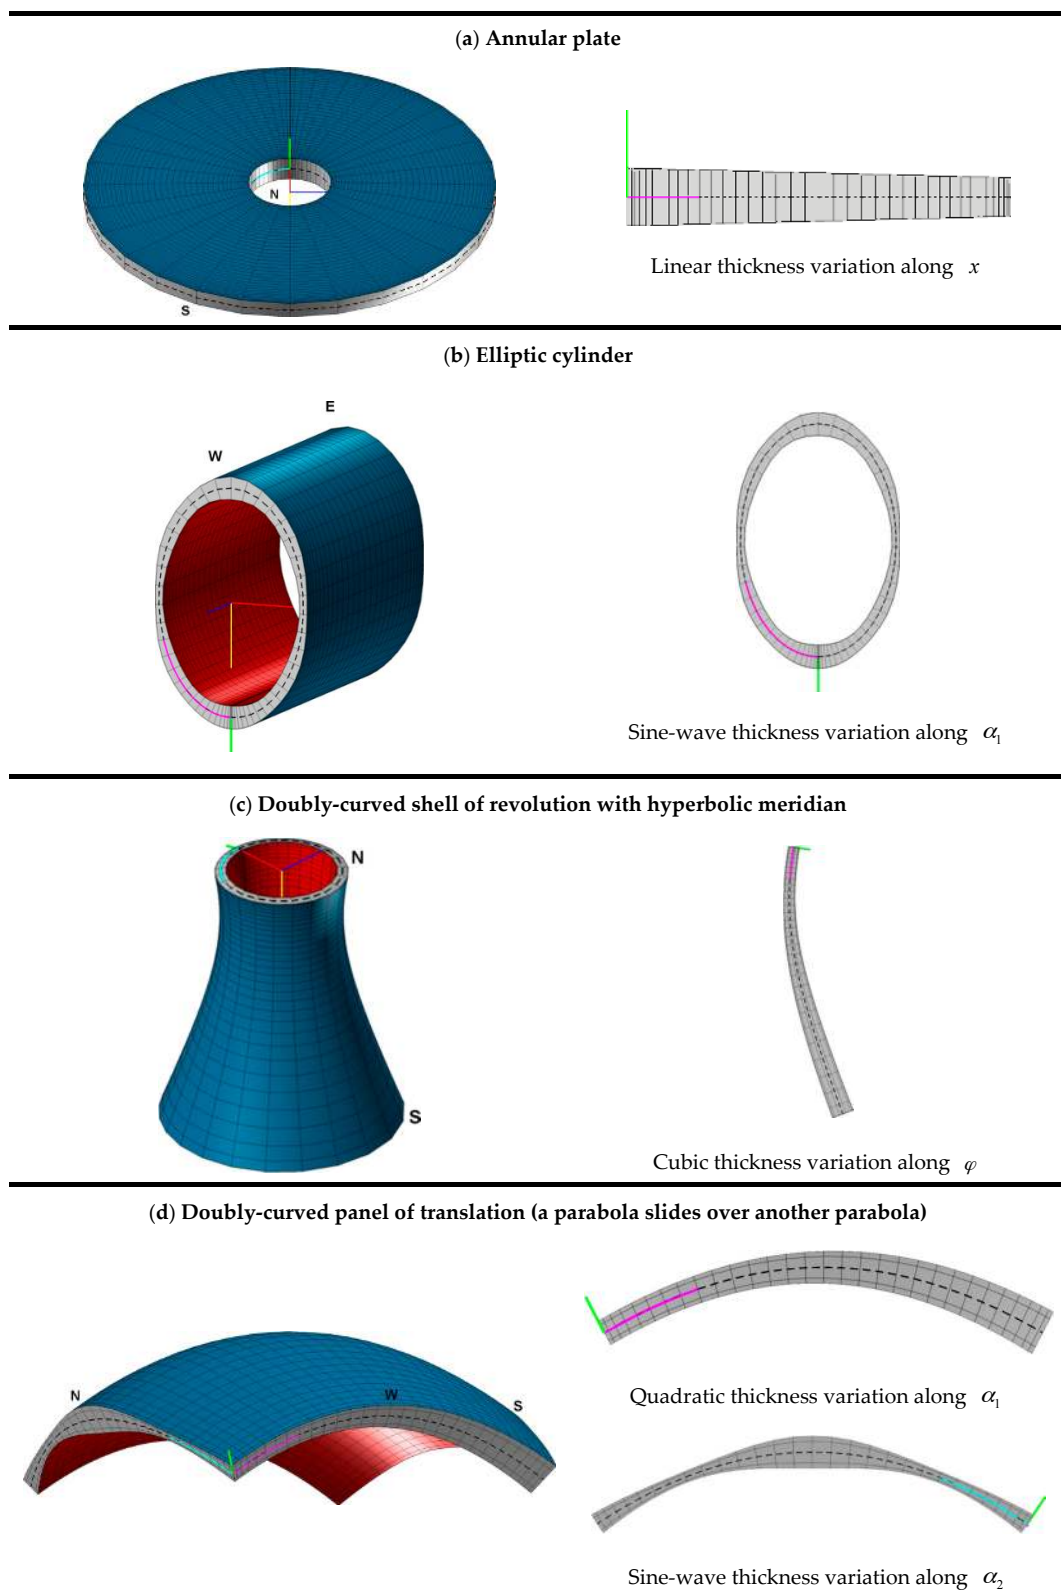 (a) Annular plate
N
S
Linear thickness variation along x
(b) Elliptic cylinder
E
W
Sine-wave thickness variation along α₁
(c) Doubly-curved shell of revolution with hyperbolic meridian
N
S
Cubic thickness variation along φ
(d) Doubly-curved panel of translation (a parabola slides over another parabola)
N
W
S
Quadratic thickness variation along α₁
Sine-wave thickness variation along α₂